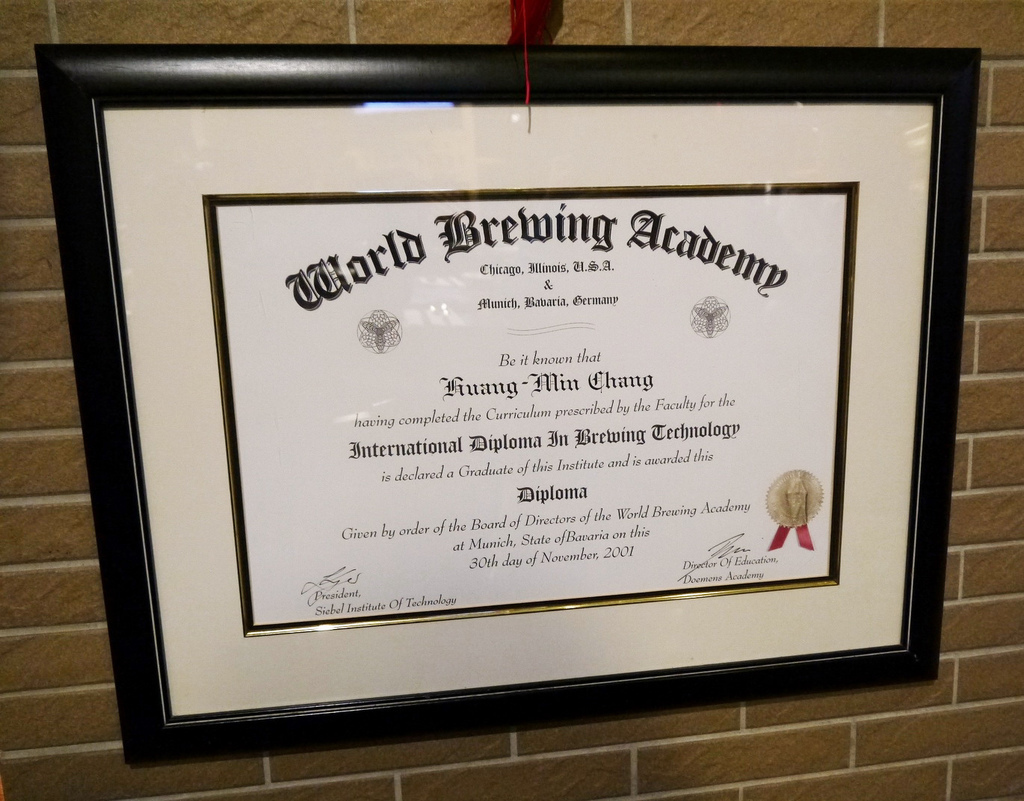 World Brewing Academy
Chicago, Illinois, U.S.A.
&
Munich, Bavaria, Germany
Be it known that
Kuang-Min Chang
having completed the Curriculum prescribed by the Faculty for the
International Diploma In Brewing Technology
is declared a Graduate of this Institute and is awarded this
Diploma
Given by order of the Board of Directors of the World Brewing Academy
at Munich, State of Bavaria on this
30th day of November, 2001
President,
Siebel Institute Of Technology
Director Of Education,
Doemens Academy